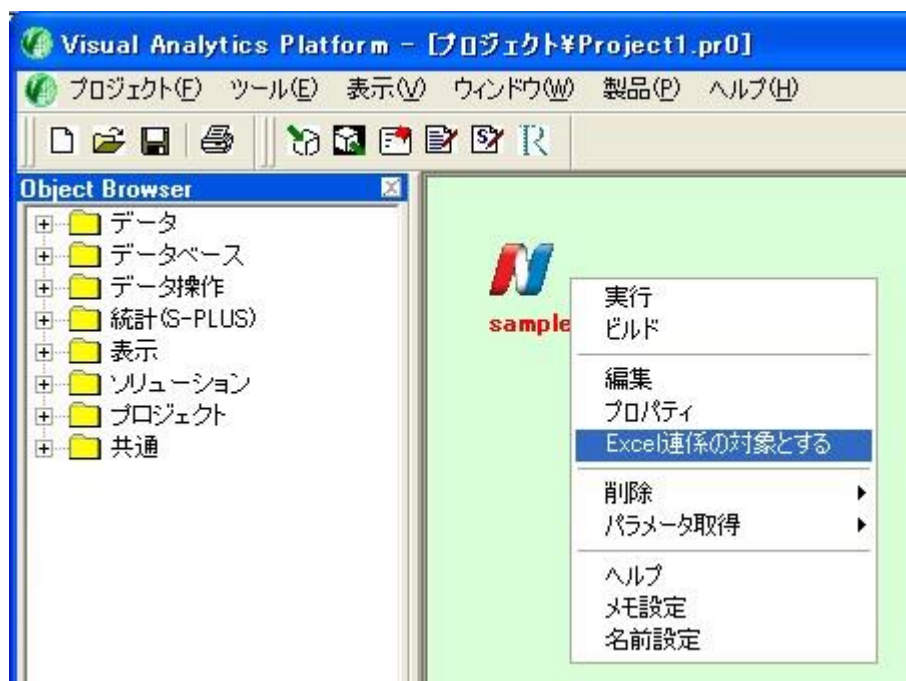 Visual Analytics Platform - [プロジェクト¥Project1.pr0]
プロジェクト(F) ツール(E) 表示(V) ウィンドウ(W) 製品(P) ヘルプ(H)
Object Browser
データ
データベース
データ操作
統計(S-PLUS)
表示
ソリューション
プロジェクト
共通
sample
実行
ビルド
編集
プロパティ
Excel連係の対象とする
削除
パラメータ取得
ヘルプ
メモ設定
名前設定